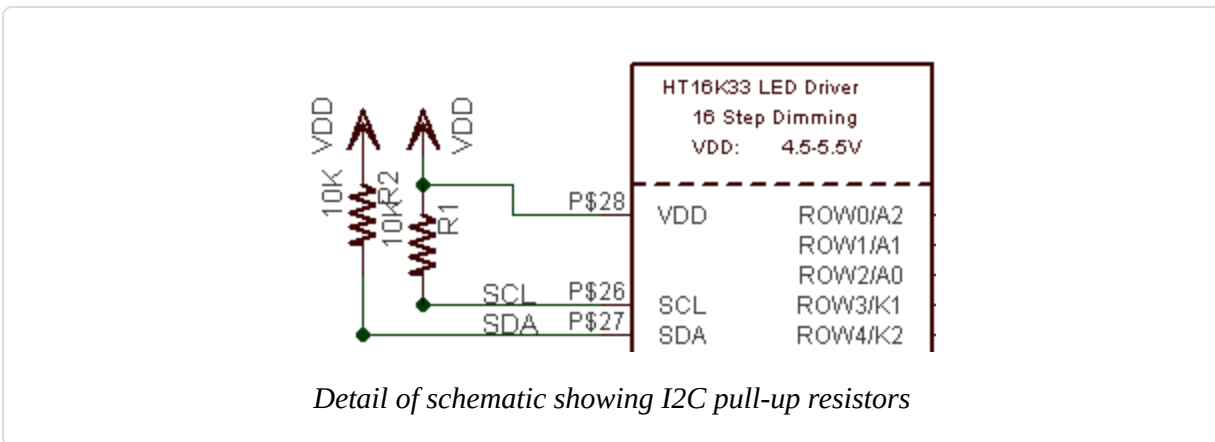 HT16K33 LED Driver
16 Step Dimming
VDD: 4.5-5.5V
VDD
VDD
10K
R2
10K
R1
P$28
VDD
ROW0/A2
ROW1/A1
ROW2/A0
SCL
P$26
SCL
ROW3/K1
SDA
P$27
SDA
ROW4/K2
Detail of schematic showing I2C pull-up resistors